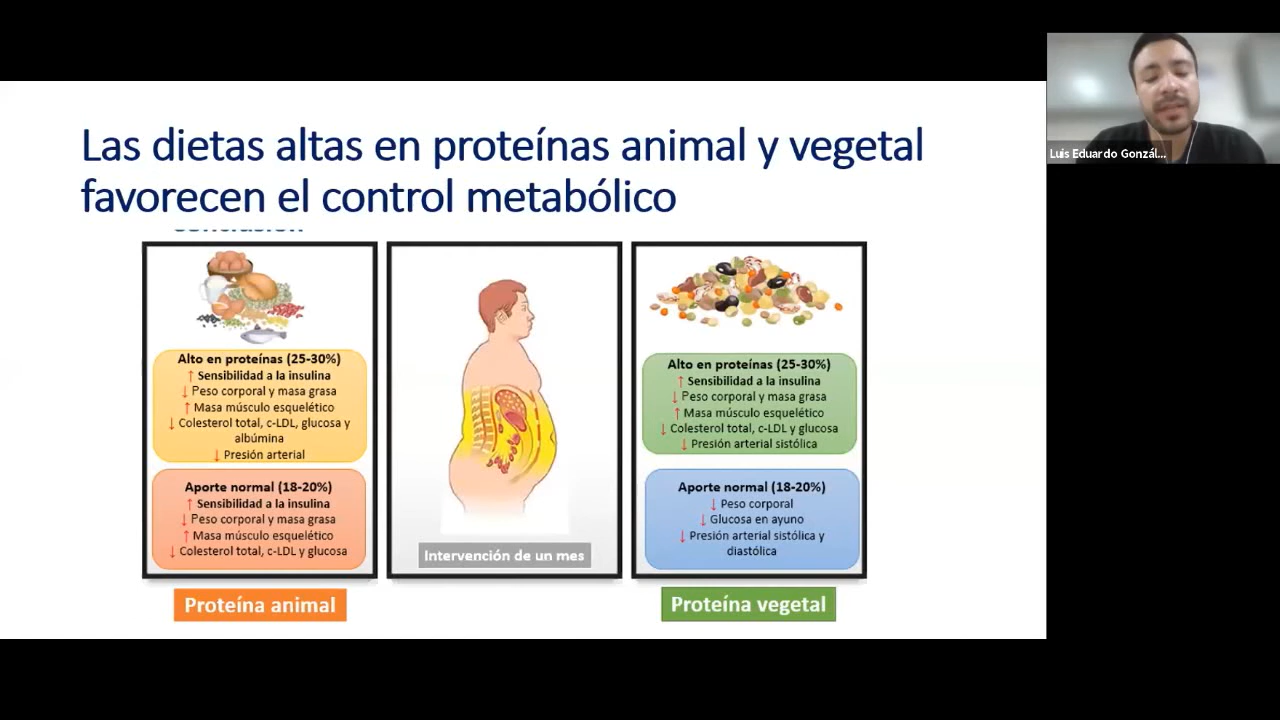 Las dietas altas en proteínas animal y vegetal
favorecen el control metabólico
Conclusión
Alto en proteínas (25-30%)
↑ Sensibilidad a la insulina
↓ Peso corporal y masa grasa
↑ Masa músculo esquelético
↓ Colesterol total, c-LDL, glucosa y
albúmina
↓ Presión arterial
Aporte normal (18-20%)
↑ Sensibilidad a la insulina
↓ Peso corporal y masa grasa
↑ Masa músculo esquelético
↓ Colesterol total, c-LDL y glucosa
Proteína animal
Intervención de un mes
Alto en proteínas (25-30%)
↑ Sensibilidad a la insulina
↓ Peso corporal y masa grasa
↑ Masa músculo esquelético
↓ Colesterol total, c-LDL y glucosa
↓ Presión arterial sistólica
Aporte normal (18-20%)
↓ Peso corporal
↓ Glucosa en ayuno
↓ Presión arterial sistólica y
diastólica
Proteína vegetal
Luis Eduardo Gonzál...